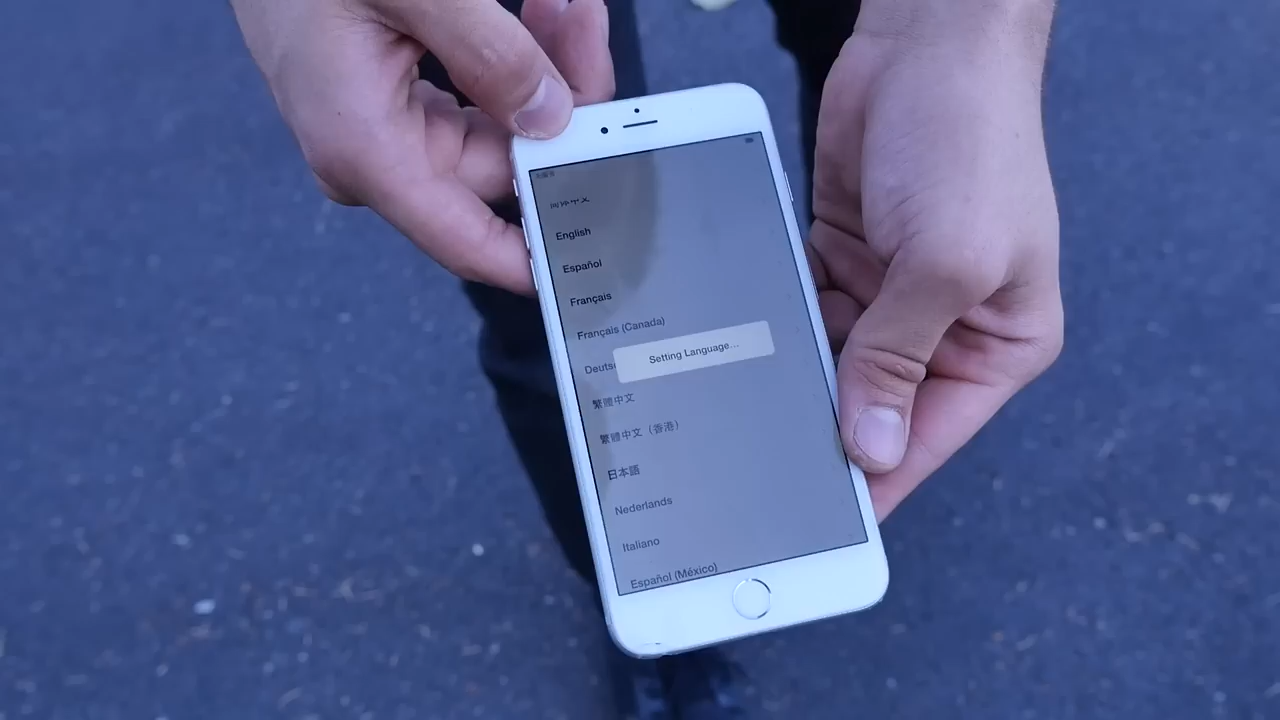 English
Español
Français
Français (Canada)
Setting Language...
繁體中文
繁體中文（香港）
日本語
Nederlands
Italiano
Español (México)